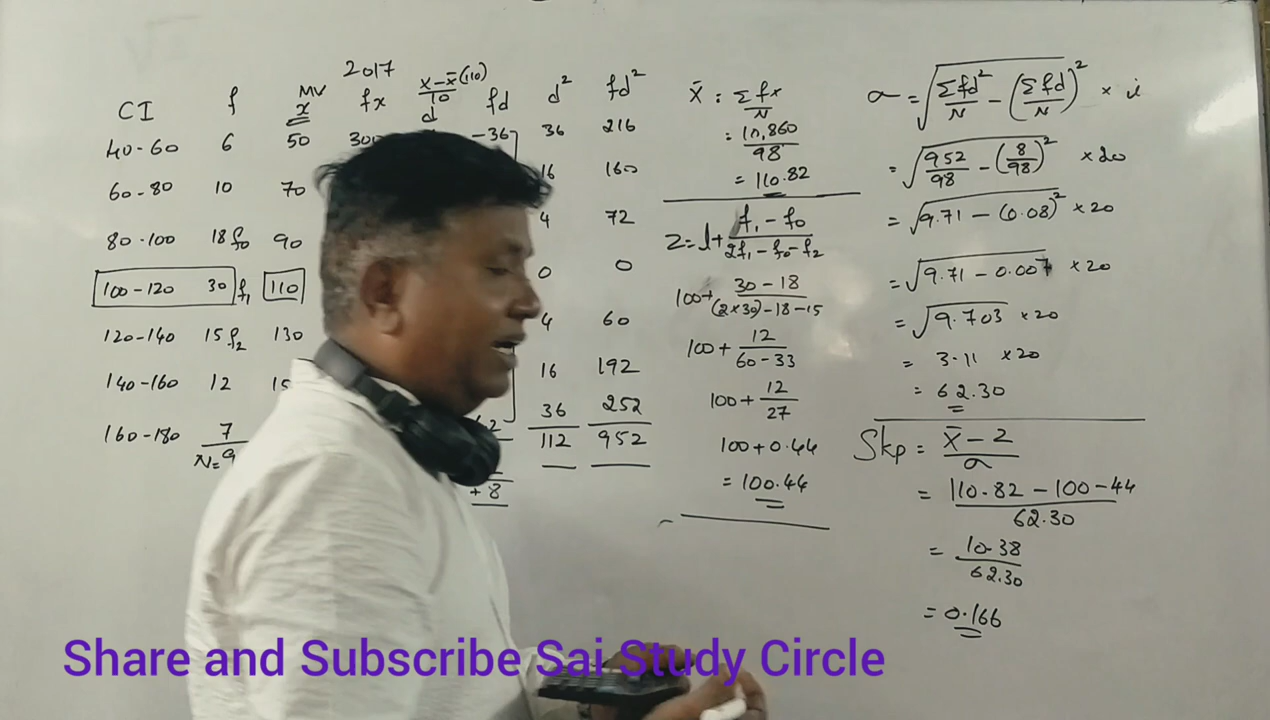 2017
CI f MV x fx x-x̄(110)/10 d fd d² fd²
40-60 6 50 300 -36 36 216
60-80 10 70 16 160
80-100 18 f₀ 90 4 72
100-120 30 f₁ 110 0 0
120-140 15 f₂ 130 4 60
140-160 12 16 192
160-180 7 36 252
112 952
+8
x̄ : Σfx/N
= 10,860/98
= 110.82
Z = l + f₁-f₀/2f₁-f₀-f₂
100+ 30-18/(2×30)-18-15
100+ 12/60-33
100+ 12/27
100+0.44
= 100.44
σ = √Σfd²/N - (Σfd/N)² × i
= √952/98 - (8/98)² × 20
= √9.71 - (0.08)² × 20
= √9.71 - 0.007 × 20
= √9.703 × 20
= 3.11 × 20
= 62.30
Skp = x̄-Z/σ
= 110.82-100-44/62.30
= 10.38/62.30
= 0.166
Share and Subscribe Sai Study Circle